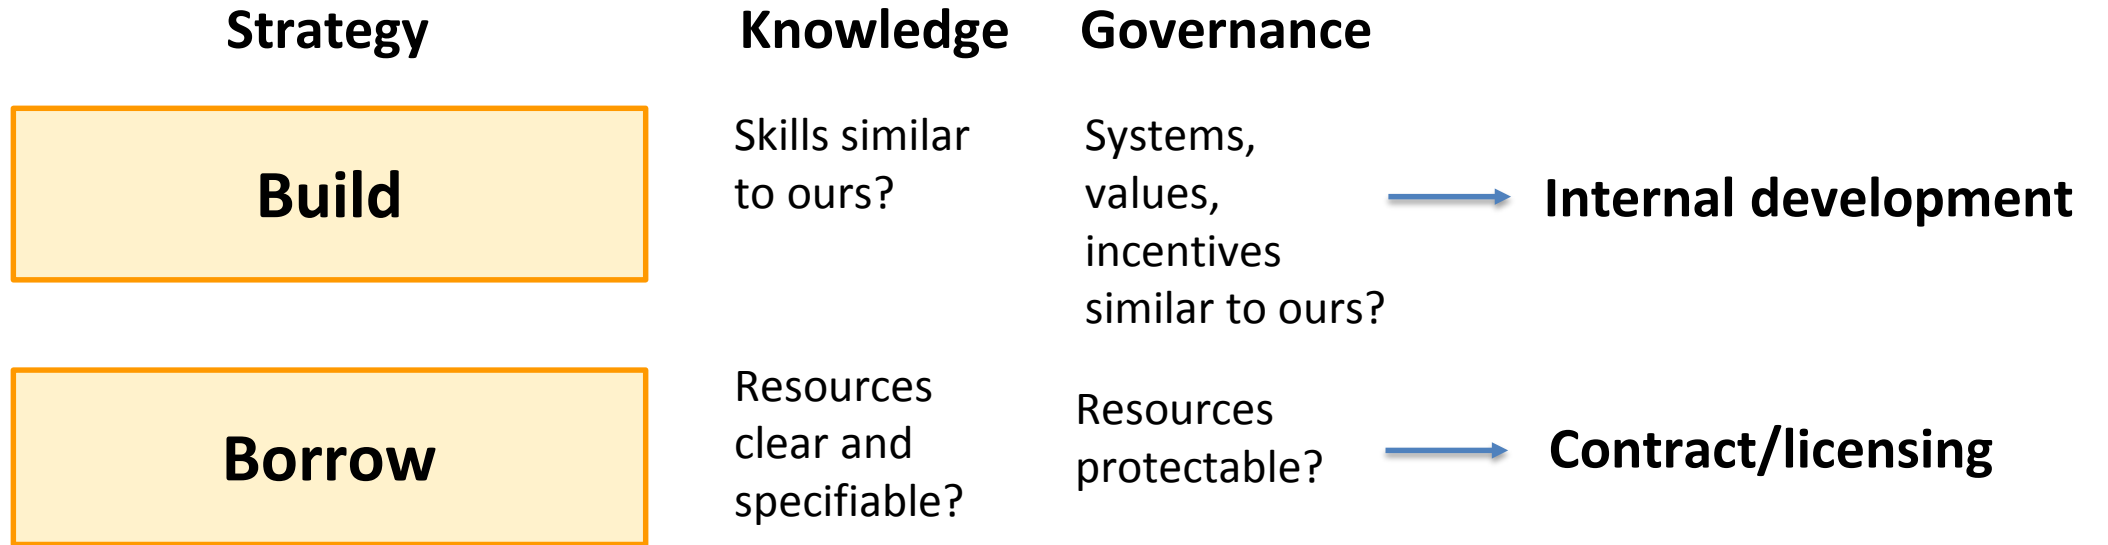 Strategy Knowledge Governance
Build
Skills similar
to ours?
Systems,
values,
incentives
similar to ours?
Internal development
Borrow
Resources
clear and
specifiable?
Resources
protectable?
Contract/licensing